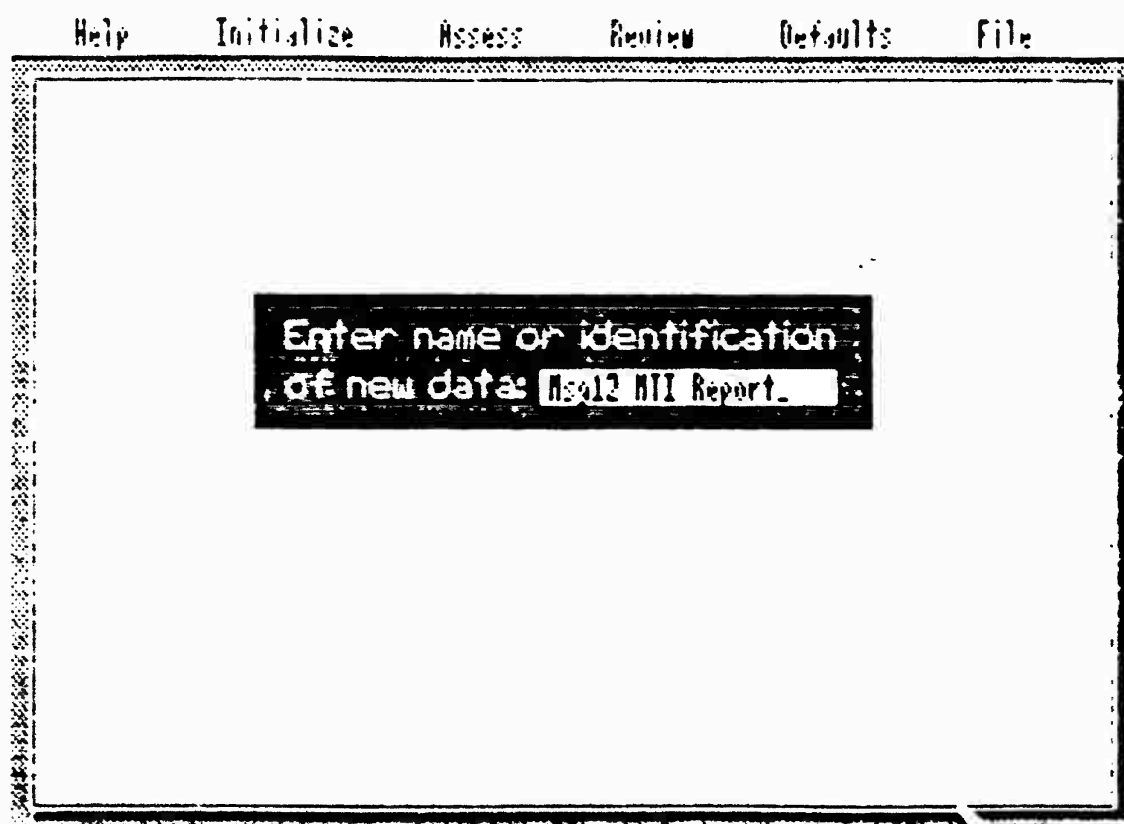 Help Initialize Assess Review Defaults File
Enter name or identification
of new data: Msg12 MTI Report_